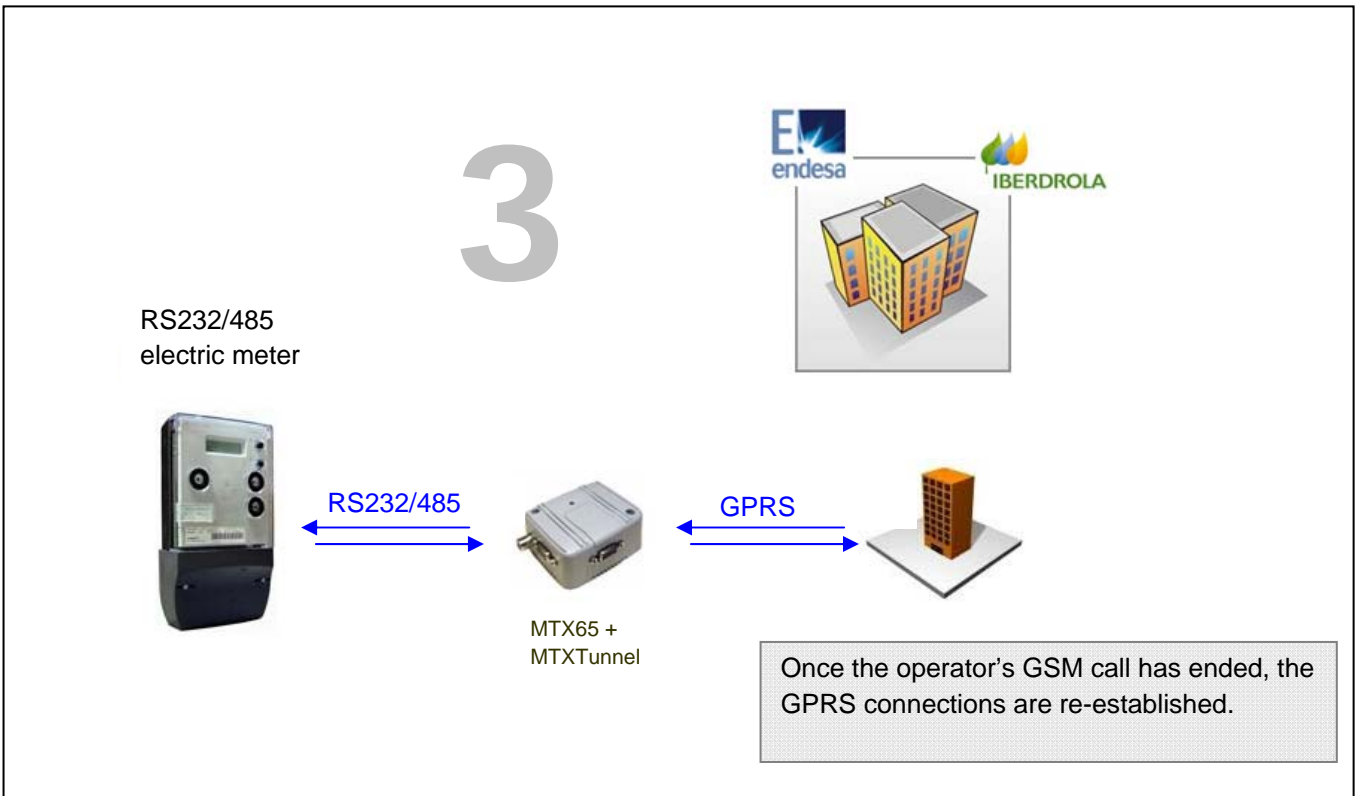 3
endesa
IBERDROLA
RS232/485
electric meter
RS232/485
GPRS
MTX65 +
MTXTunnel
Once the operator's GSM call has ended, the
GPRS connections are re-established.